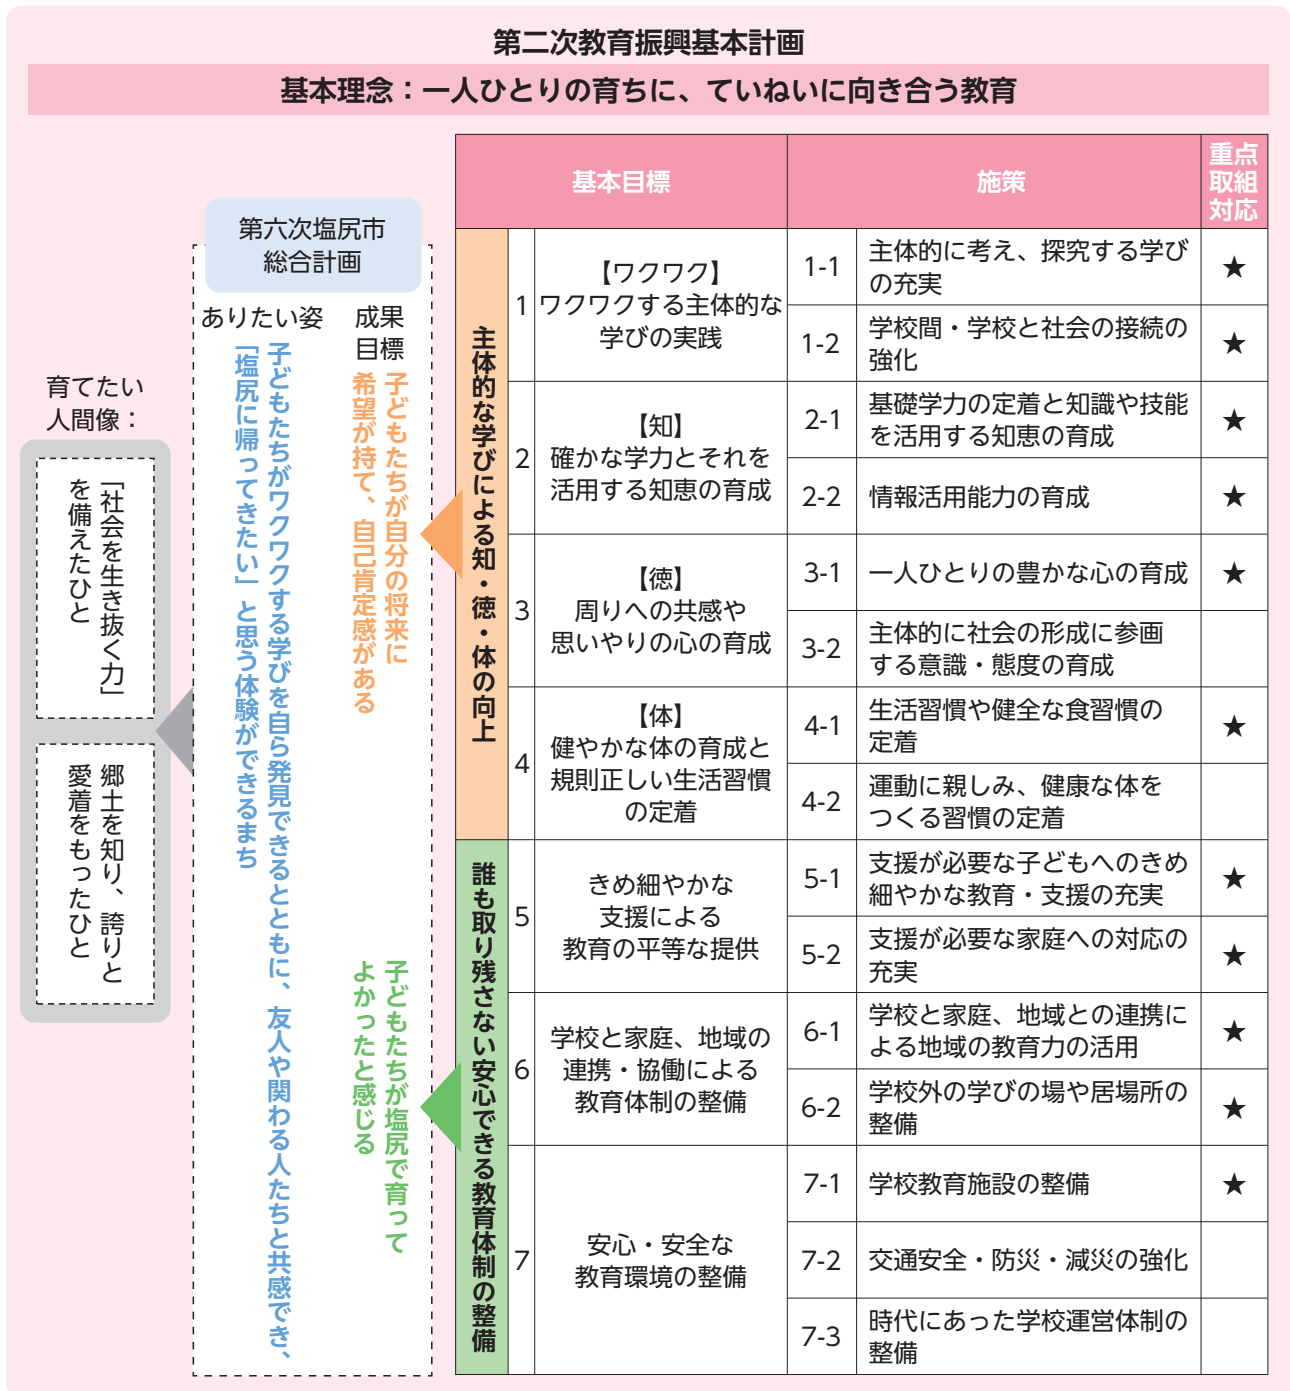 第二次教育振興基本計画
基本理念：一人ひとりの育ちに、ていねいに向き合う教育
育てたい
人間像：
「社会を生き抜く力」
を備えたひと
郷土を知り、誇りと
愛着をもったひと
第六次塩尻市
総合計画
ありたい姿
子どもたちがワクワクする学びを自ら発見できるとともに、友人や関わる人たちと共感でき、
「塩尻に帰ってきたい」と思う体験ができるまち
成果
目標
子どもたちが自分の将来に
希望が持て、自己肯定感がある
子どもたちが塩尻で育って
よかったと感じる
基本目標
施策
重点
取組
対応
主体的な学びによる知・徳・体の向上
1
【ワクワク】
ワクワクする主体的な
学びの実践
1-1
主体的に考え、探究する学び
の充実
★
1-2
学校間・学校と社会の接続の
強化
★
2
【知】
確かな学力とそれを
活用する知恵の育成
2-1
基礎学力の定着と知識や技能
を活用する知恵の育成
★
2-2
情報活用能力の育成
★
3
【徳】
周りへの共感や
思いやりの心の育成
3-1
一人ひとりの豊かな心の育成
★
3-2
主体的に社会の形成に参画
する意識・態度の育成
4
【体】
健やかな体の育成と
規則正しい生活習慣
の定着
4-1
生活習慣や健全な食習慣の
定着
★
4-2
運動に親しみ、健康な体を
つくる習慣の定着
誰も取り残さない安心できる教育体制の整備
5
きめ細やかな
支援による
教育の平等な提供
5-1
支援が必要な子どもへのきめ
細やかな教育・支援の充実
★
5-2
支援が必要な家庭への対応の
充実
★
6
学校と家庭、地域の
連携・協働による
教育体制の整備
6-1
学校と家庭、地域との連携に
よる地域の教育力の活用
★
6-2
学校外の学びの場や居場所の
整備
★
7
安心・安全な
教育環境の整備
7-1
学校教育施設の整備
★
7-2
交通安全・防災・減災の強化
7-3
時代にあった学校運営体制の
整備